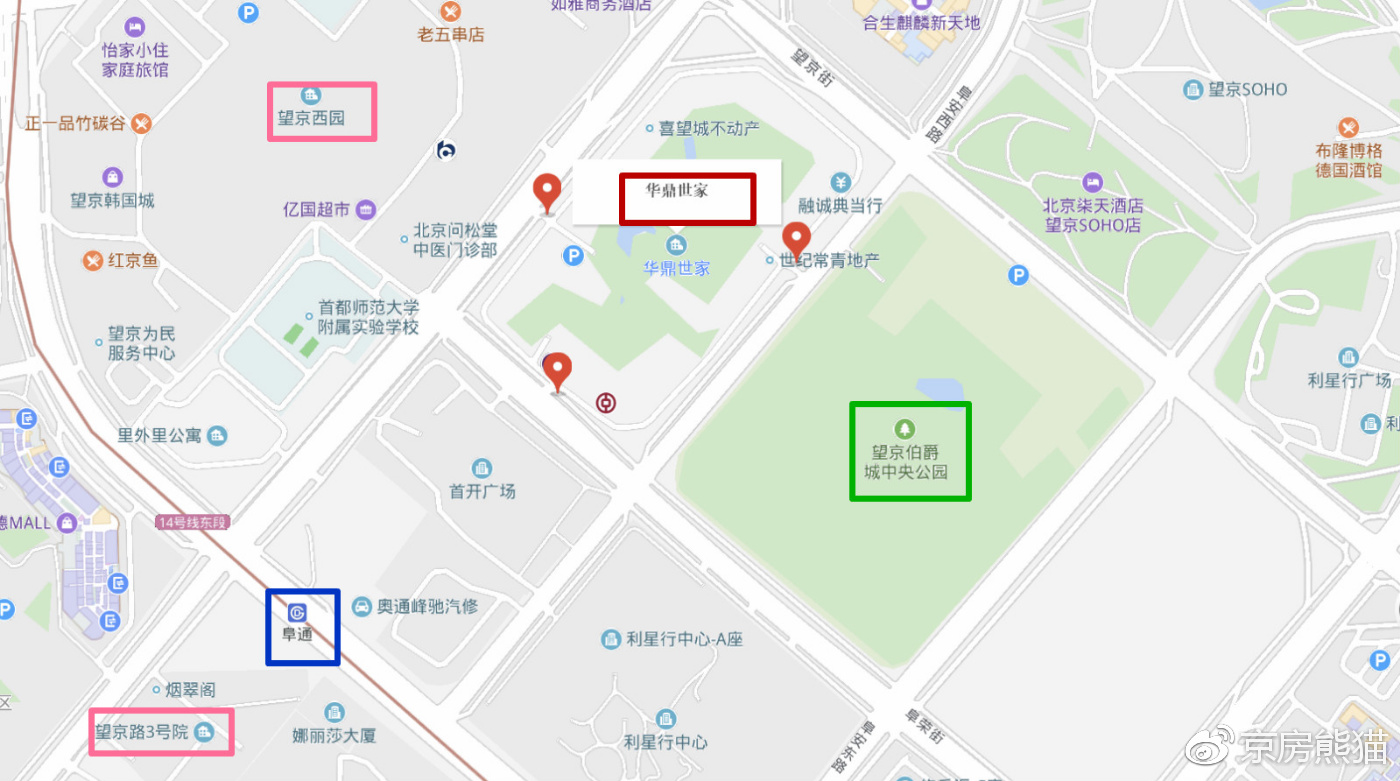 如雅商务酒店
合生麒麟新天地
怡家小住
家庭旅馆
老五串店
望京街
阜安西路
望京SOHO
望京西园
正一品竹碳谷
喜望城不动产
布隆博格
德国酒馆
望京韩国城
华鼎世家
融诚典当行
北京柒天酒店
望京SOHO店
亿国超市
北京问松堂
中医门诊部
红京鱼
华鼎世家
世纪常青地产
首都师范大学
附属实验学校
望京为民
服务中心
利星行广场
里外里公寓
望京伯爵
城中央公园
首开广场
德MALL
14号线东段
阜通
奥通峰驰汽修
利星行中心-A座
烟翠阁
望京路3号院
娜丽莎大厦
利星行中心
阜荣街
阜安东路
区
京房熊猫